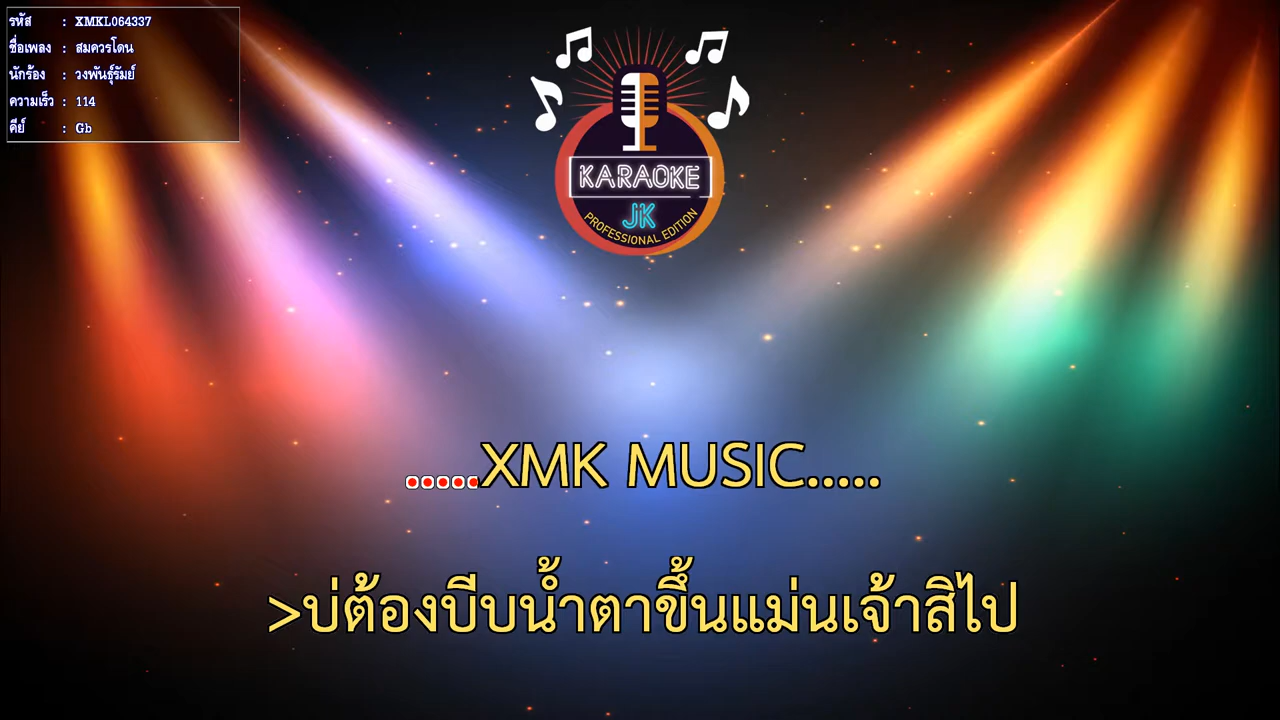 รหัส : XMKL064337
ชื่อเพลง : สมควรโดน
นักร้อง : วงพันธุ์รัมย์
ความเร็ว : 114
คีย์ : Gb
KARAOKE
JK
PROFESSIONAL EDITION
.....XMK MUSIC.....
>บ่ต้องบีบน้ำตาขึ้นแม่นเจ้าสิไป